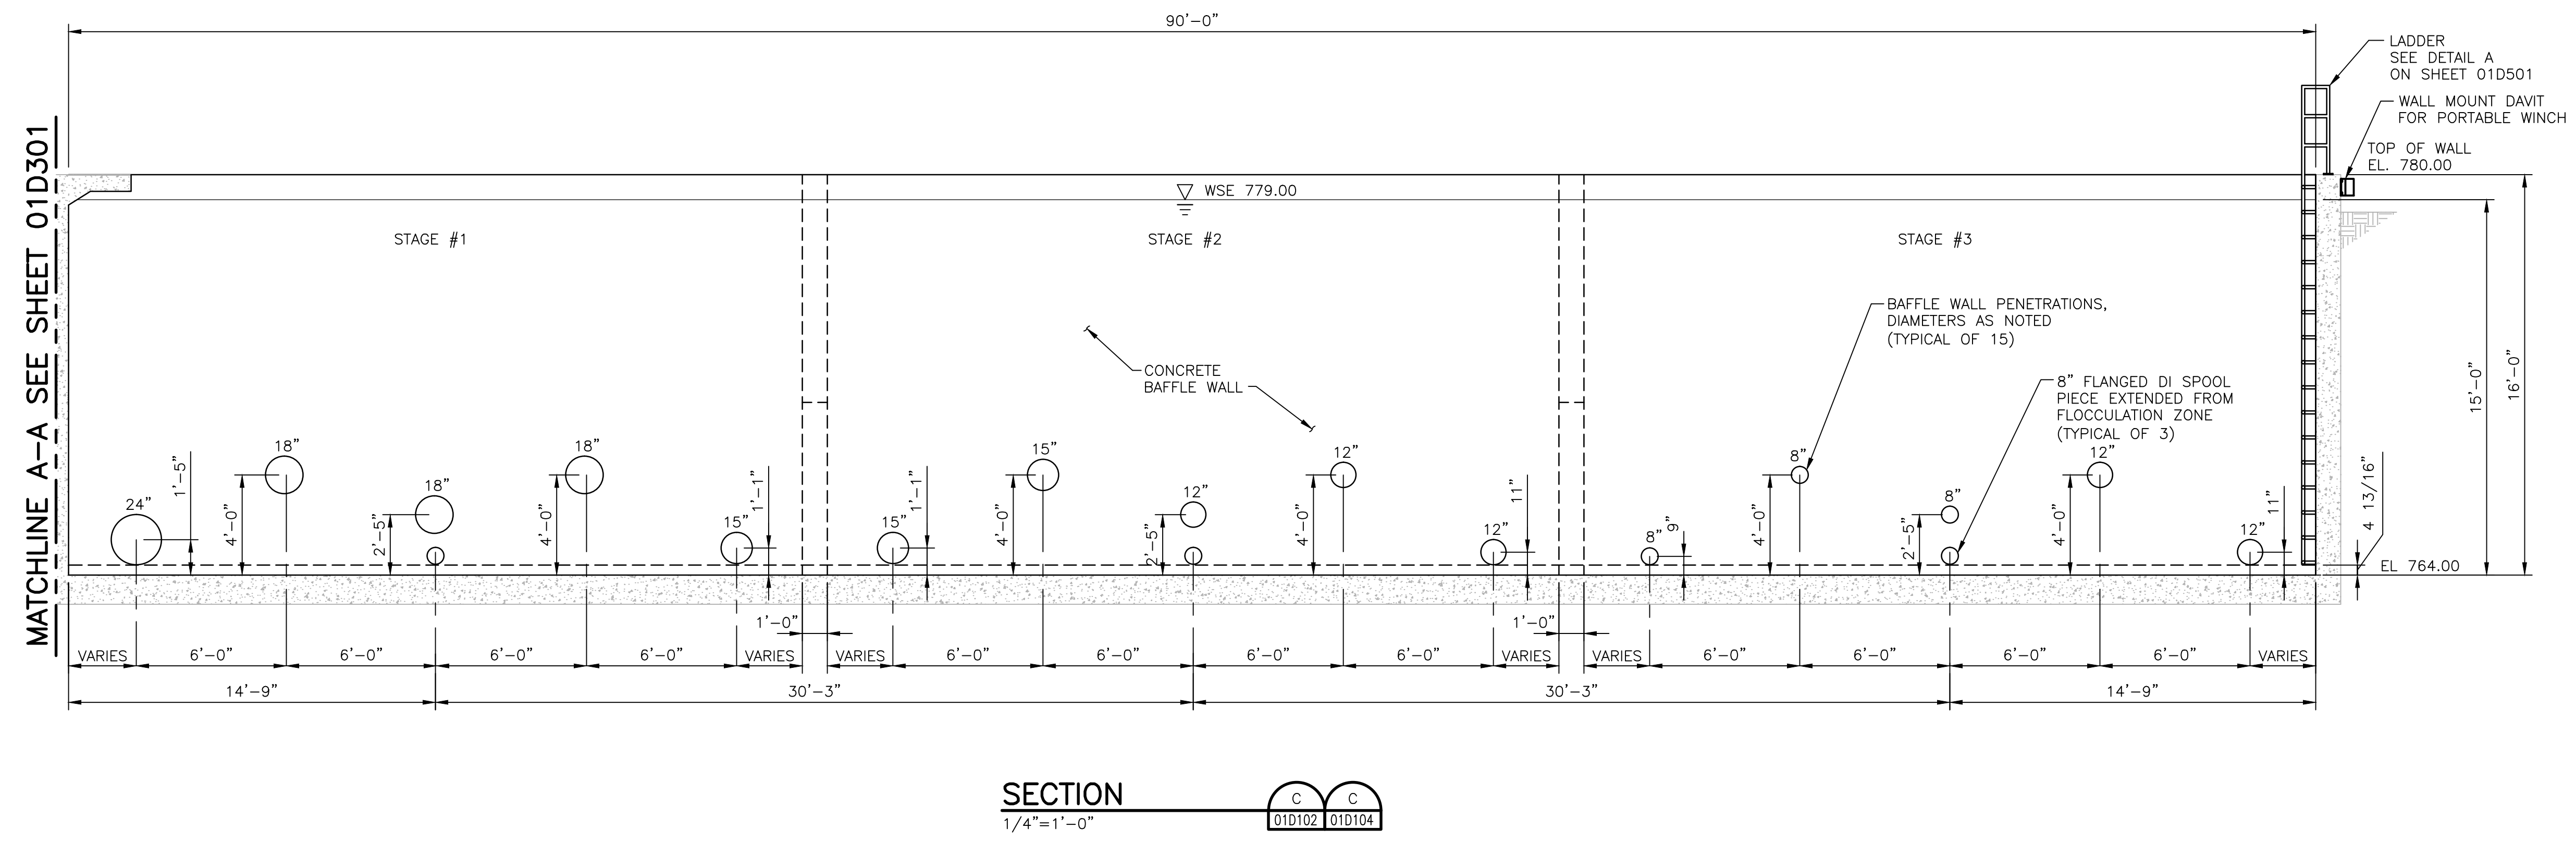 90'-0"
LADDER
SEE DETAIL A
ON SHEET 01D501
WALL MOUNT DAVIT
FOR PORTABLE WINCH
TOP OF WALL
EL. 780.00
MATCHLINE A-A SEE SHEET 01D301
WSE 779.00
STAGE #1
STAGE #2
STAGE #3
BAFFLE WALL PENETRATIONS,
DIAMETERS AS NOTED
(TYPICAL OF 15)
CONCRETE
BAFFLE WALL
8" FLANGED DI SPOOL
PIECE EXTENDED FROM
FLOCCULATION ZONE
(TYPICAL OF 3)
15'-0"
16'-0"
24"
1'-5"
18"
4'-0"
18"
2'-5"
18"
4'-0"
15"
1'-1"
15"
1'-1"
15"
4'-0"
12"
2'-5"
12"
4'-0"
12"
11"
8"
9"
8"
4'-0"
8"
2'-5"
12"
4'-0"
12"
11"
4 13/16"
EL 764.00
1'-0"
1'-0"
VARIES
6'-0"
6'-0"
6'-0"
6'-0"
VARIES
VARIES
6'-0"
6'-0"
6'-0"
6'-0"
VARIES
VARIES
6'-0"
6'-0"
6'-0"
6'-0"
VARIES
14'-9"
30'-3"
30'-3"
14'-9"
SECTION
1/4"=1'-0"
C
01D102
C
01D104